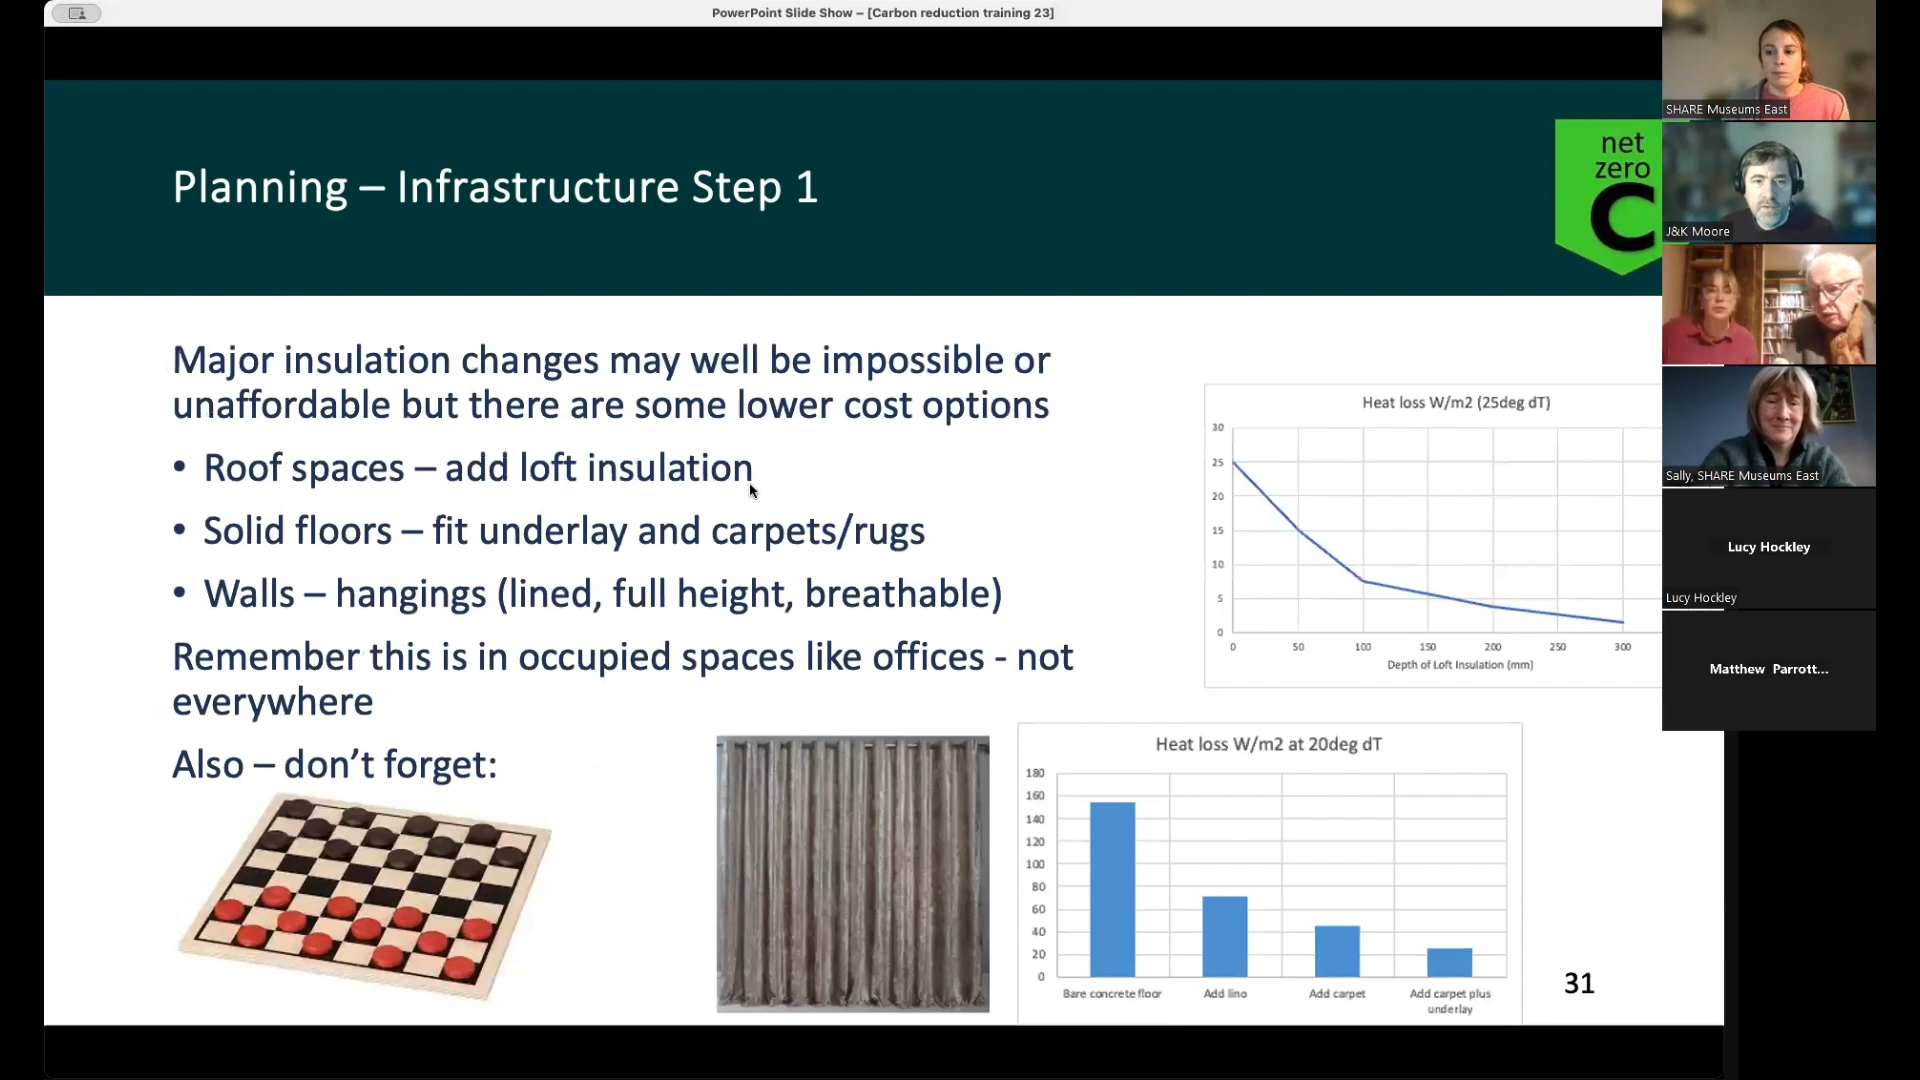 PowerPoint Slide Show – [Carbon reduction training 23]
Planning – Infrastructure Step 1
net
zero
C
Major insulation changes may well be impossible or
unaffordable but there are some lower cost options
• Roof spaces – add loft insulation
• Solid floors – fit underlay and carpets/rugs
• Walls – hangings (lined, full height, breathable)
Remember this is in occupied spaces like offices - not
everywhere
Also – don’t forget:
Heat loss W/m2 (25deg dT)
30
25
20
15
10
5
0
0 50 100 150 200 250 300
Depth of Loft Insulation (mm)
Heat loss W/m2 at 20deg dT
180
160
140
120
100
80
60
40
20
0
Bare concrete floor Add lino Add carpet Add carpet plus
underlay
31
SHARE Museums East
J&K Moore
Sally, SHARE Museums East
Lucy Hockley
Lucy Hockley
Matthew Parrott...